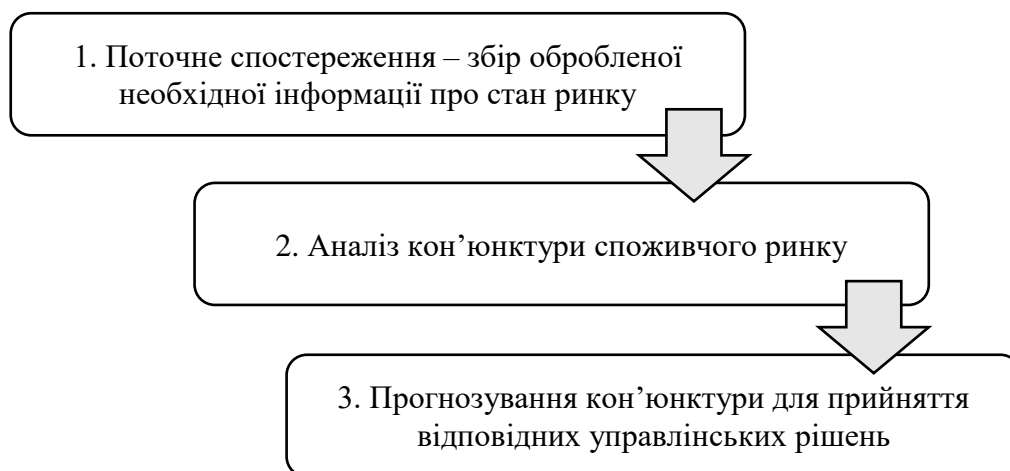 1. Поточне спостереження – збір обробленої
необхідної інформації про стан ринку
2. Аналіз кон’юнктури споживчого ринку
3. Прогнозування кон’юнктури для прийняття
відповідних управлінських рішень